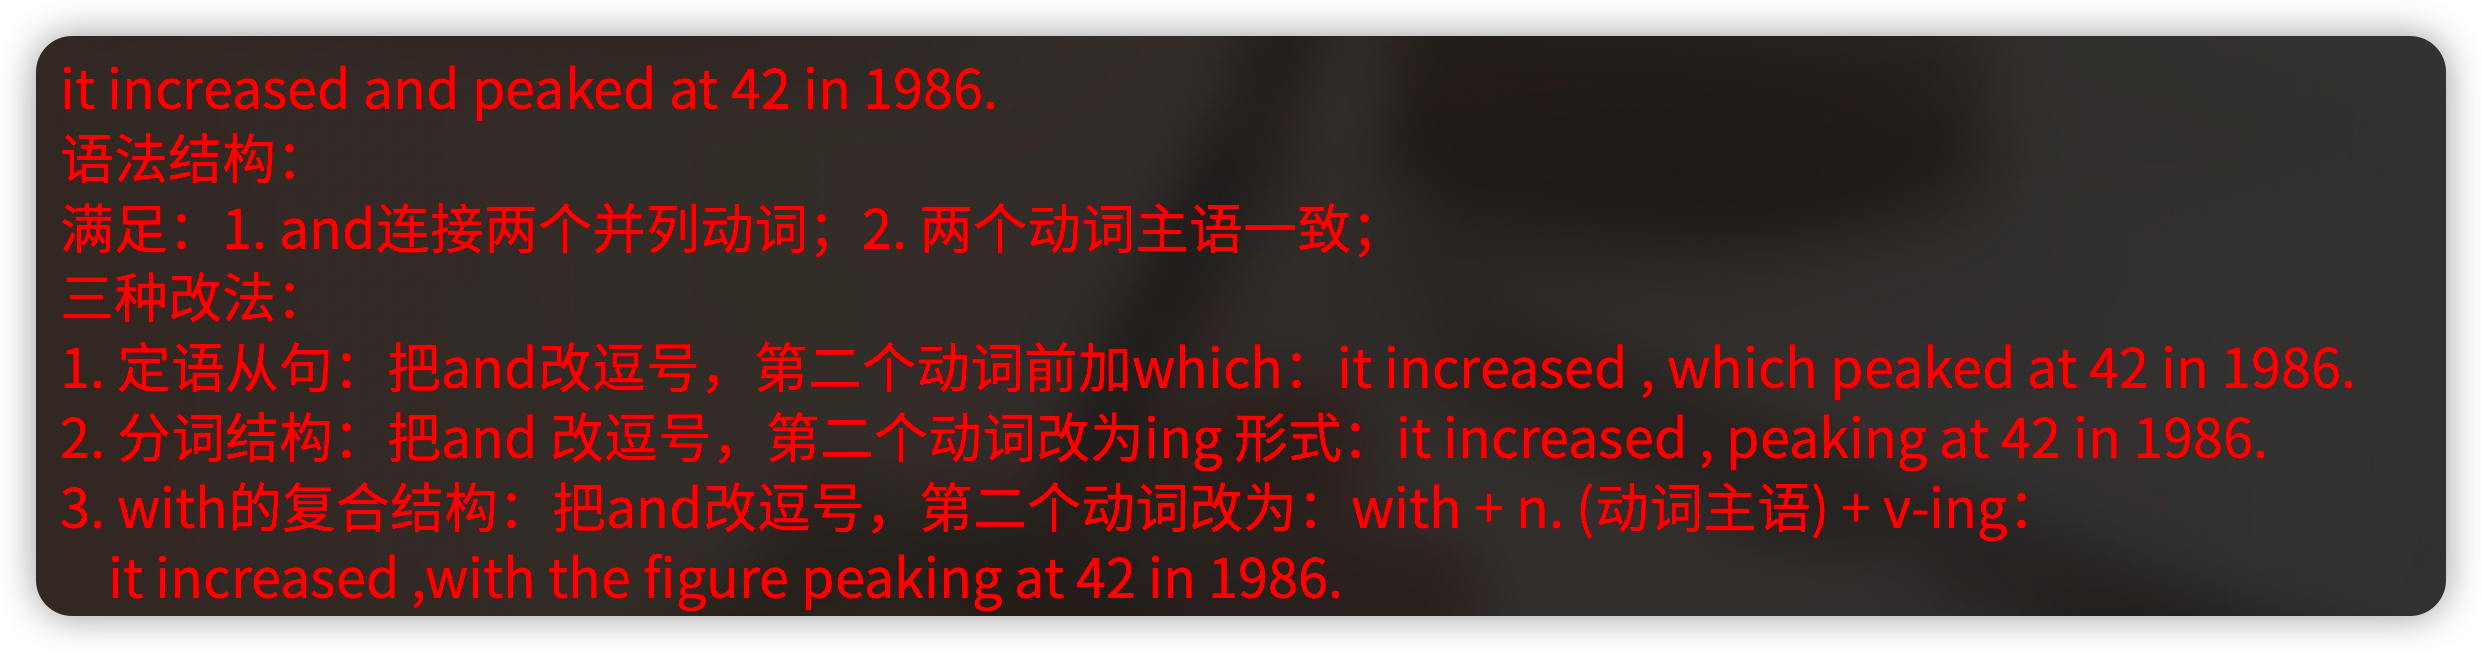 it increased and peaked at 42 in 1986.
语法结构：
满足：1. and连接两个并列动词；2. 两个动词主语一致；
三种改法：
1. 定语从句：把and改逗号，第二个动词前加which：it increased , which peaked at 42 in 1986.
2. 分词结构：把and 改逗号，第二个动词改为ing 形式：it increased , peaking at 42 in 1986.
3. with的复合结构：把and改逗号，第二个动词改为：with + n. (动词主语) + v-ing：
it increased ,with the figure peaking at 42 in 1986.